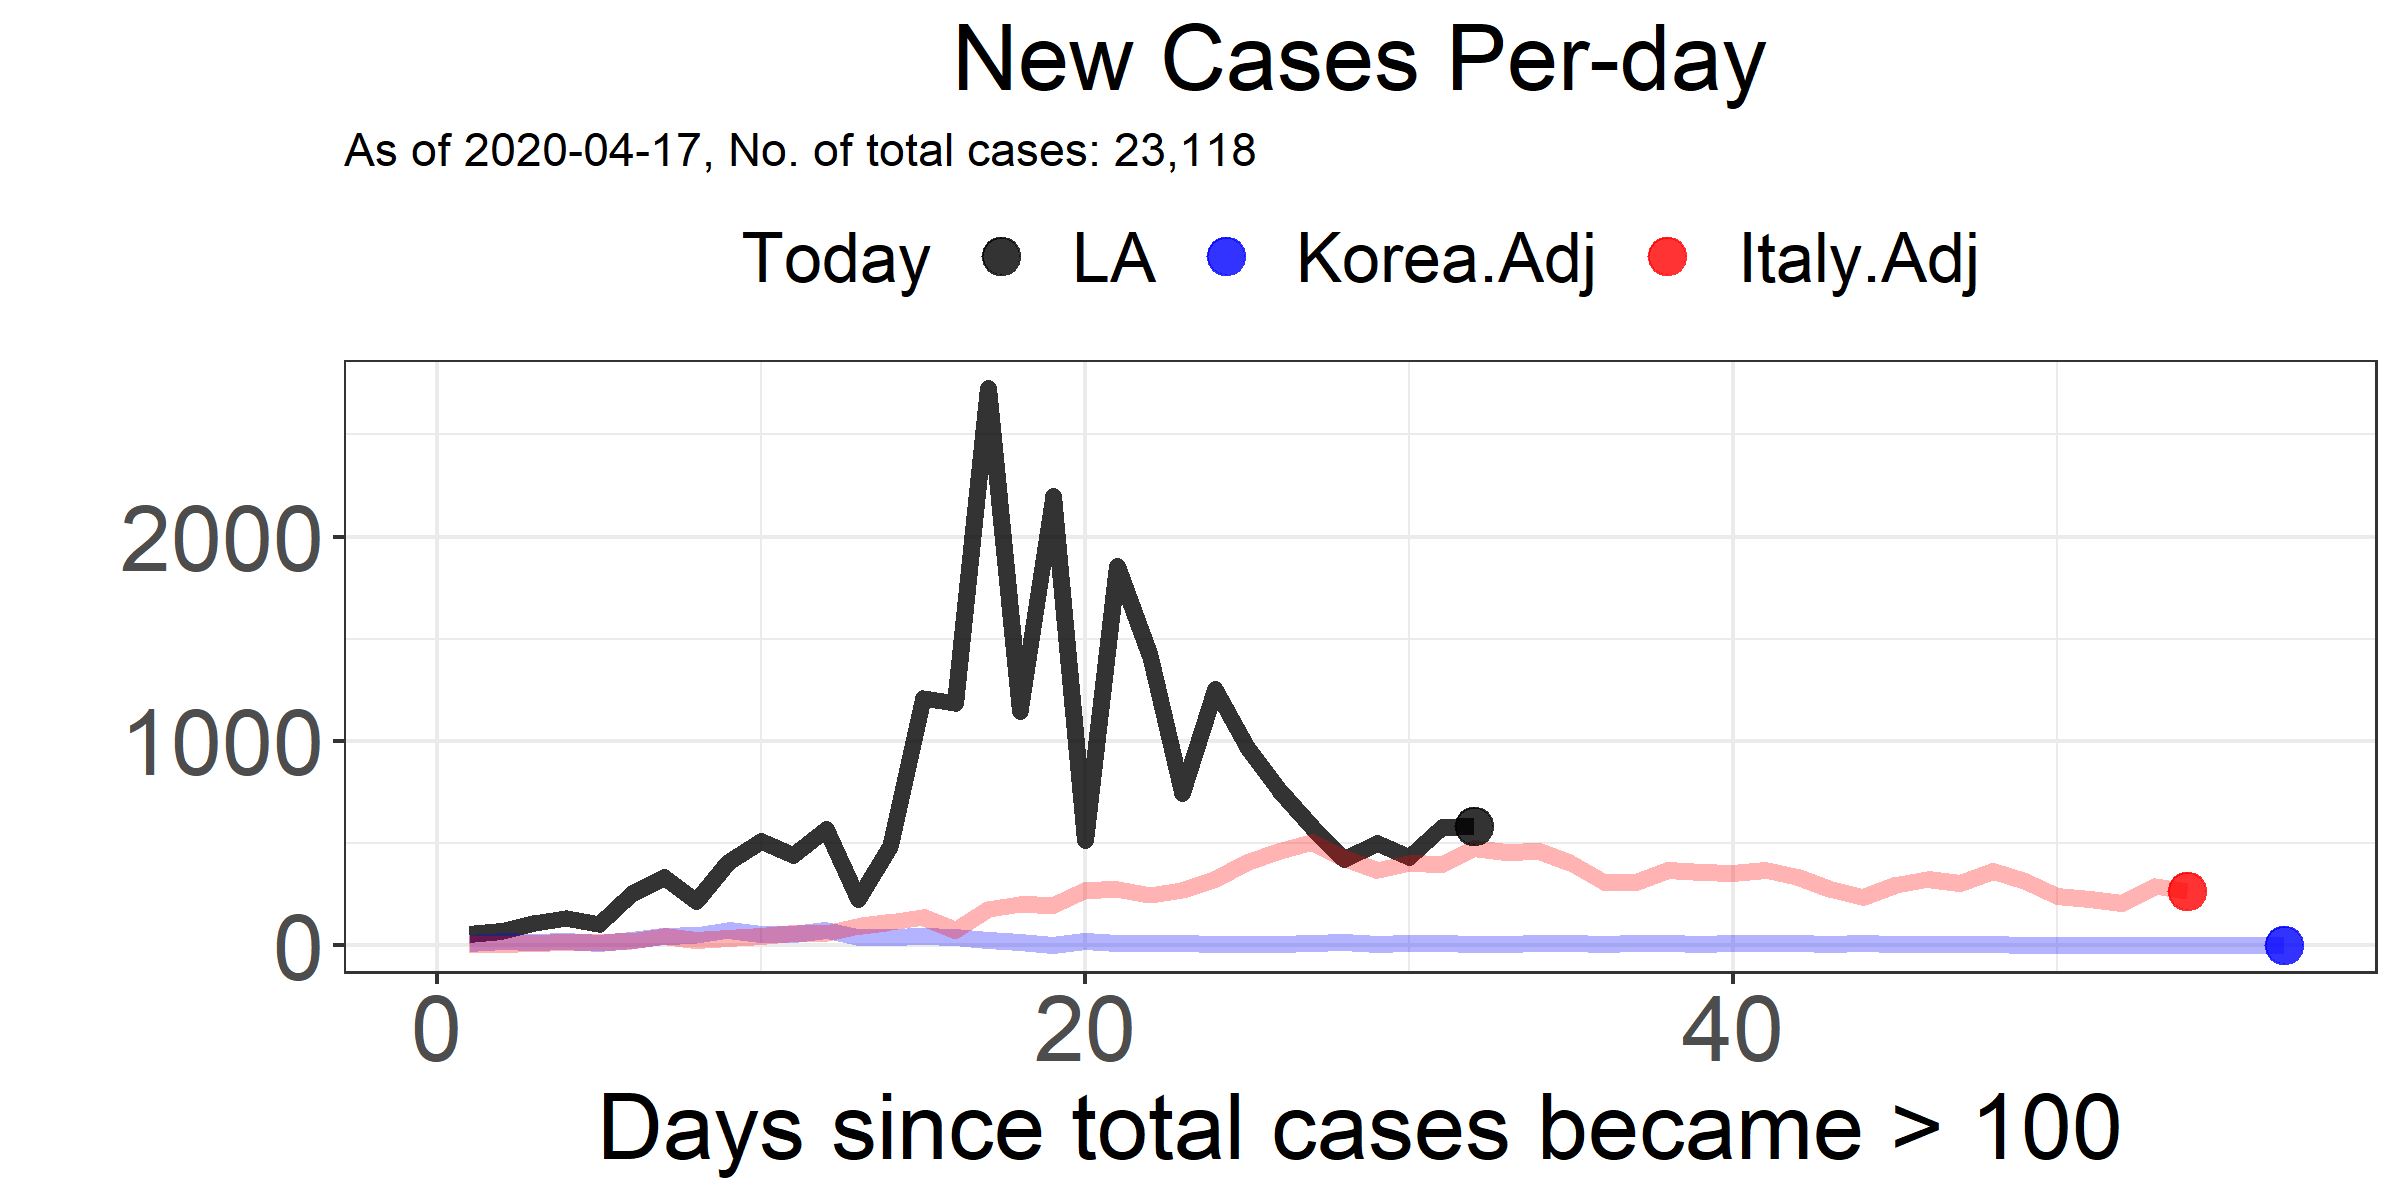 New Cases Per-day
As of 2020-04-17, No. of total cases: 23,118
Today LA Korea.Adj Italy.Adj
2000
1000
0
0 20 40
Days since total cases became > 100